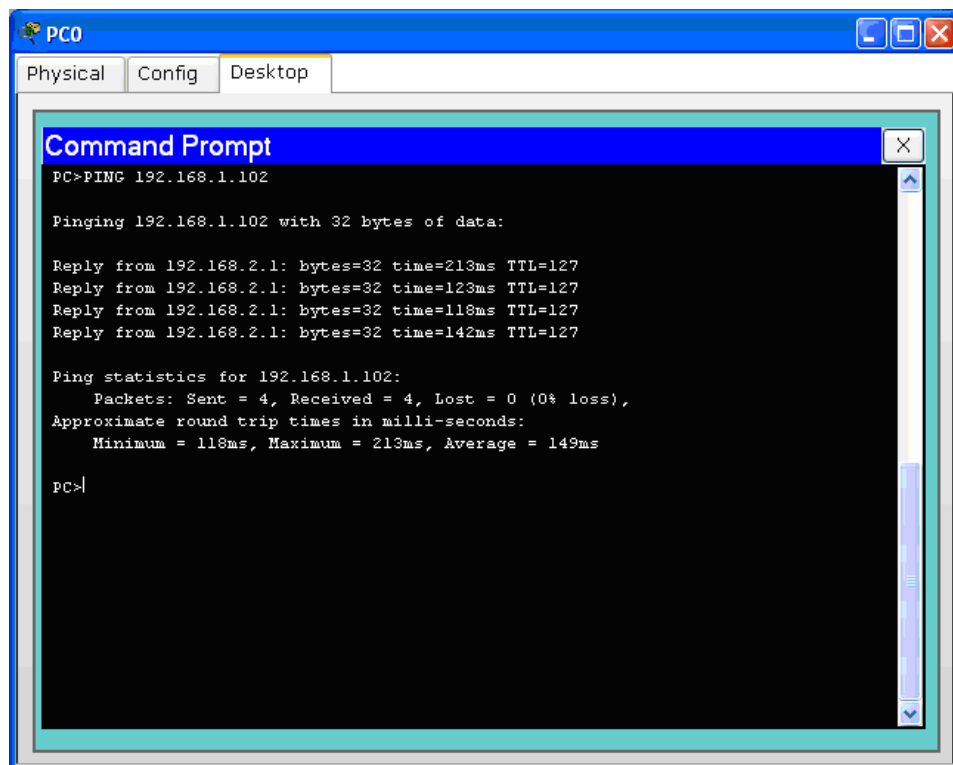 PC0
Physical Config Desktop
Command Prompt
X
PC>PING 192.168.1.102
Pinging 192.168.1.102 with 32 bytes of data:
Reply from 192.168.2.1: bytes=32 time=213ms TTL=127
Reply from 192.168.2.1: bytes=32 time=123ms TTL=127
Reply from 192.168.2.1: bytes=32 time=118ms TTL=127
Reply from 192.168.2.1: bytes=32 time=142ms TTL=127
Ping statistics for 192.168.1.102:
Packets: Sent = 4, Received = 4, Lost = 0 (0% loss),
Approximate round trip times in milli-seconds:
Minimum = 118ms, Maximum = 213ms, Average = 149ms
PC>